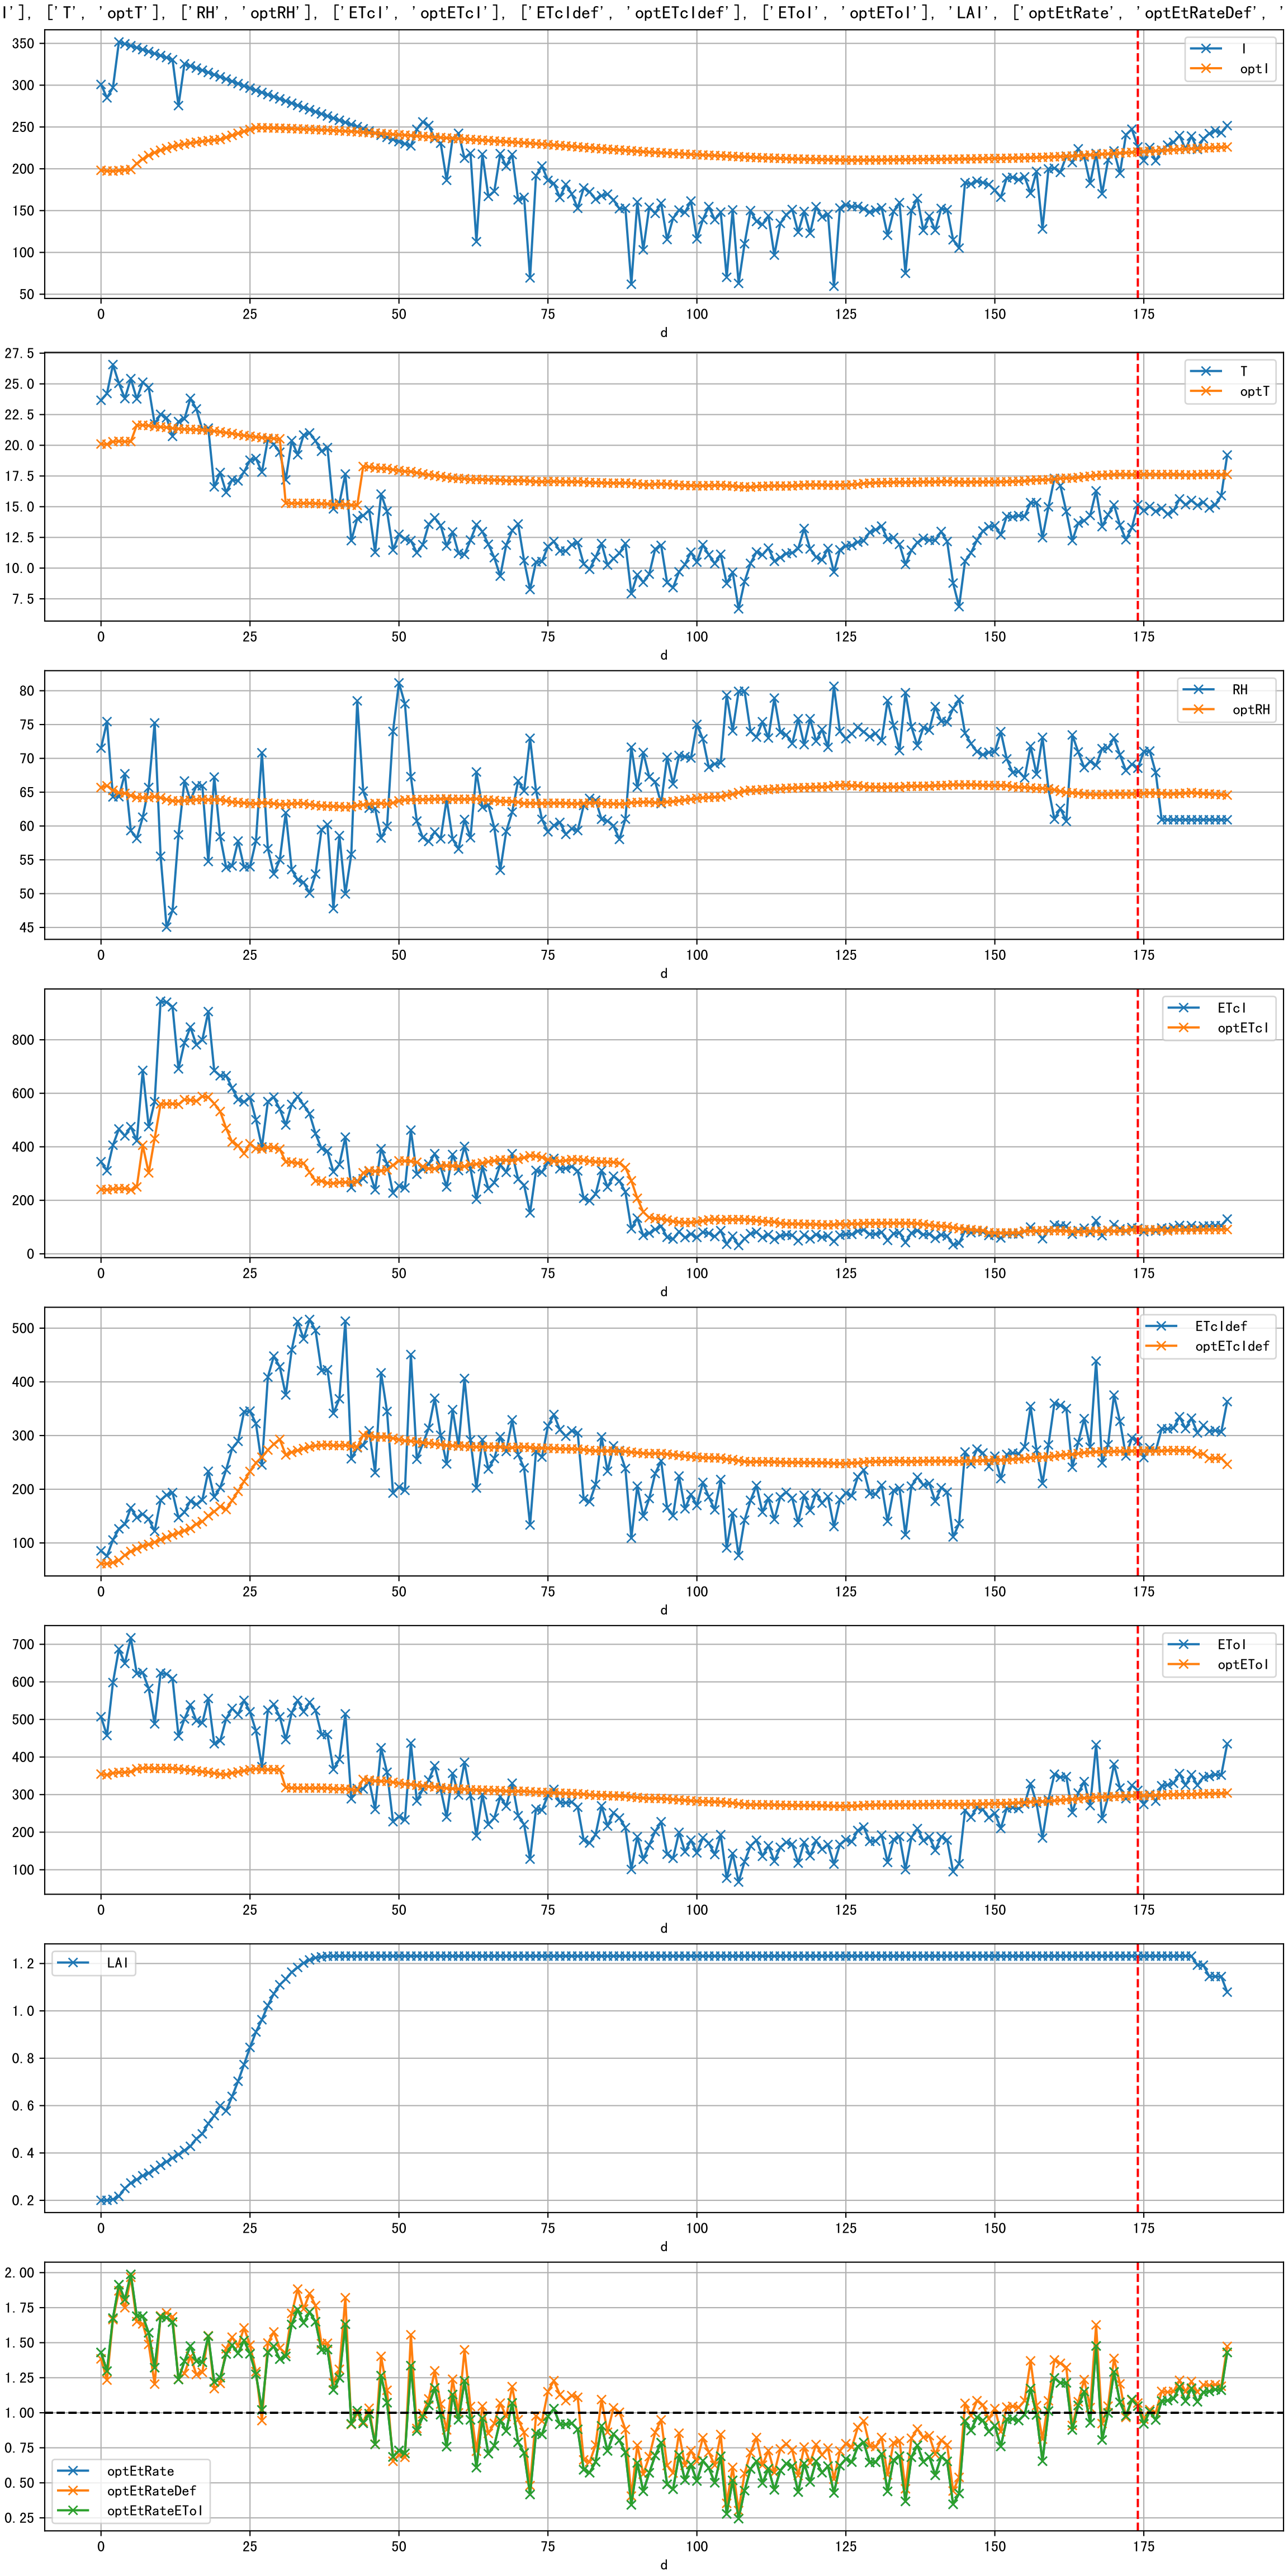 I'], ['T', 'optT'], ['RH', 'optRH'], ['ETcI', 'optETcI'], ['ETcIdef', 'optETcIdef'], ['EToI', 'optEToI'], 'LAI', ['optEtRate', 'optEtRateDef', '
I
optI
350
300
250
200
150
100
50
0 25 50 75 100 125 150 175
d
T
optT
27.5
25.0
22.5
20.0
17.5
15.0
12.5
10.0
7.5
0 25 50 75 100 125 150 175
d
RH
optRH
80
75
70
65
60
55
50
45
0 25 50 75 100 125 150 175
d
ETcI
optETcI
800
600
400
200
0
0 25 50 75 100 125 150 175
d
ETcIdef
optETcIdef
500
400
300
200
100
0 25 50 75 100 125 150 175
d
EToI
optEToI
700
600
500
400
300
200
100
0 25 50 75 100 125 150 175
d
LAI
1.2
1.0
0.8
0.6
0.4
0.2
0 25 50 75 100 125 150 175
d
2.00
1.75
1.50
1.25
1.00
0.75
0.50
0.25
optEtRate
optEtRateDef
optEtRateEToI
0 25 50 75 100 125 150 175
d